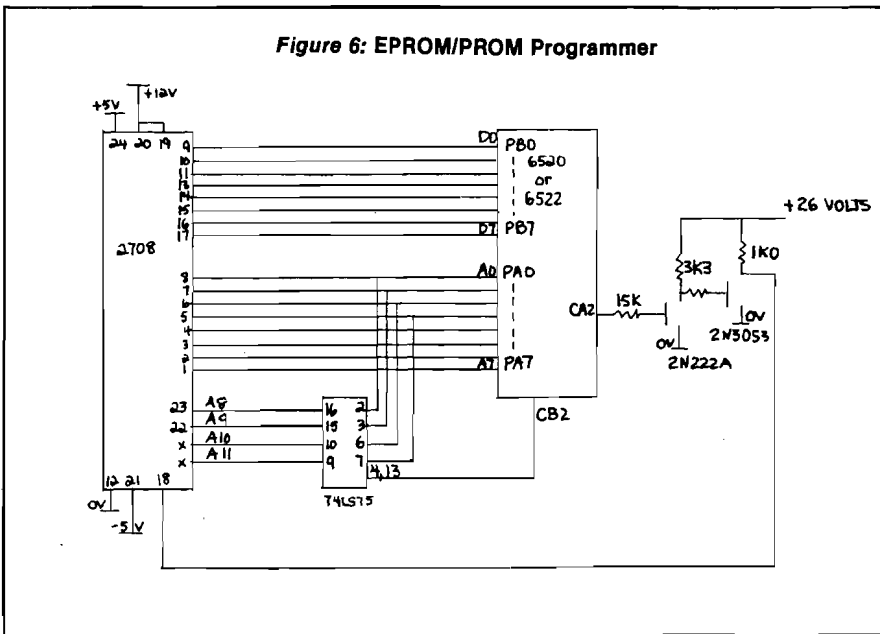 Figure 6: EPROM/PROM Programmer
+12V
+5V
24 20 19
9
10
11
13
14
15
16
17
2708
8
7
6
5
4
3
2
1
23 A8
22 A9
x A10
x A11
12 21 18
0V
-5V
D0 PB0
6520
or
6522
D7 PB7
A0 PA0
A7 PA7
CA2
CB2
16 2
15 3
10 6
9 7
4,13
74LS75
15K
3K3
1K0
+26 VOLTS
0V
2N222A
0V
2N3053